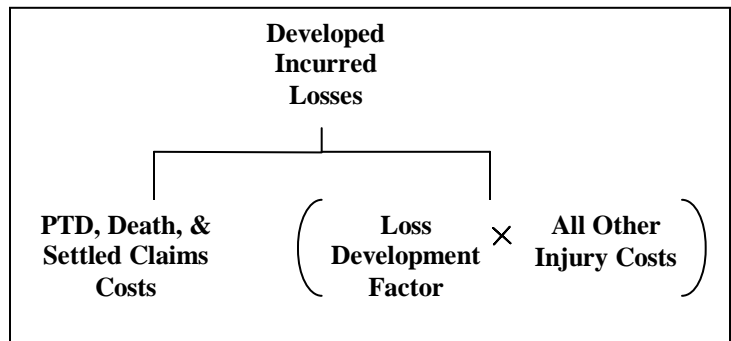 Developed
Incurred
Losses
PTD, Death, &
Settled Claims
Costs
Loss
Development
Factor
×
All Other
Injury Costs